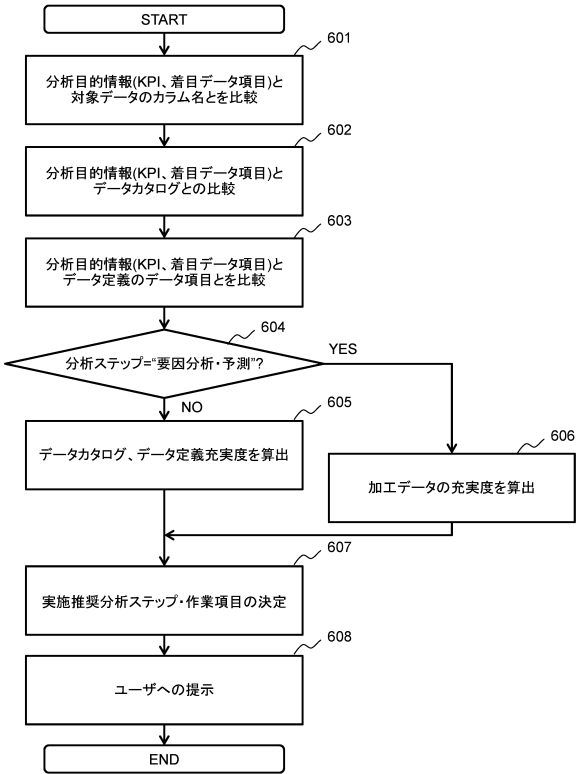 START
601
分析目的情報(KPI、着目データ項目)と
対象データのカラム名とを比較
602
分析目的情報(KPI、着目データ項目)と
データカタログとの比較
603
分析目的情報(KPI、着目データ項目)と
データ定義のデータ項目とを比較
604
分析ステップ=“要因分析・予測”?
YES
NO
605
データカタログ、データ定義充実度を算出
606
加工データの充実度を算出
607
実施推奨分析ステップ・作業項目の決定
608
ユーザへの提示
END